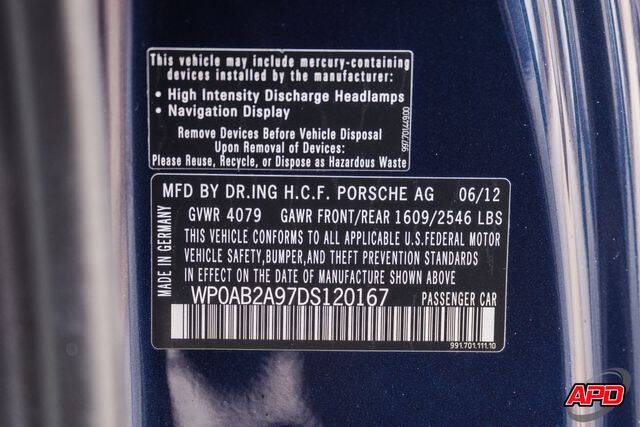 This vehicle may include mercury-containing
devices installed by the manufacturer:
• High Intensity Discharge Headlamps
• Navigation Display
Remove Devices Before Vehicle Disposal
Upon Removal of Devices:
Please Reuse, Recycle, or Dispose as Hazardous Waste
997.701.449.00
MADE IN GERMANY
MFD BY DR.ING H.C.F. PORSCHE AG 06/12
GVWR 4079 GAWR FRONT/REAR 1609/2546 LBS
THIS VEHICLE CONFORMS TO ALL APPLICABLE U.S.FEDERAL MOTOR
VEHICLE SAFETY,BUMPER,AND THEFT PREVENTION STANDARDS
IN EFFECT ON THE DATE OF MANUFACTURE SHOWN ABOVE.
WP0AB2A97DS120167 PASSENGER CAR
991.701.111.10
APD